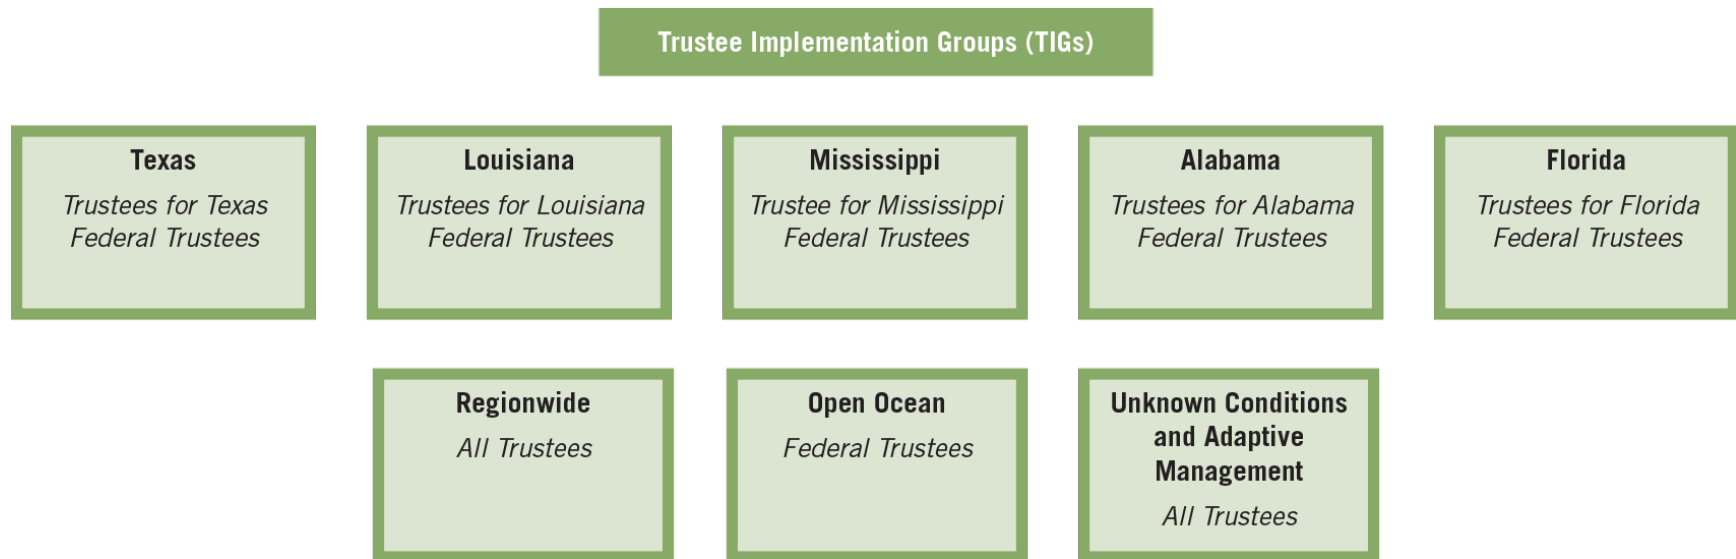 Trustee Implementation Groups (TIGs)
Texas
Trustees for Texas
Federal Trustees
Louisiana
Trustees for Louisiana
Federal Trustees
Mississippi
Trustee for Mississippi
Federal Trustees
Alabama
Trustees for Alabama
Federal Trustees
Florida
Trustees for Florida
Federal Trustees
Regionwide
All Trustees
Open Ocean
Federal Trustees
Unknown Conditions
and Adaptive
Management
All Trustees